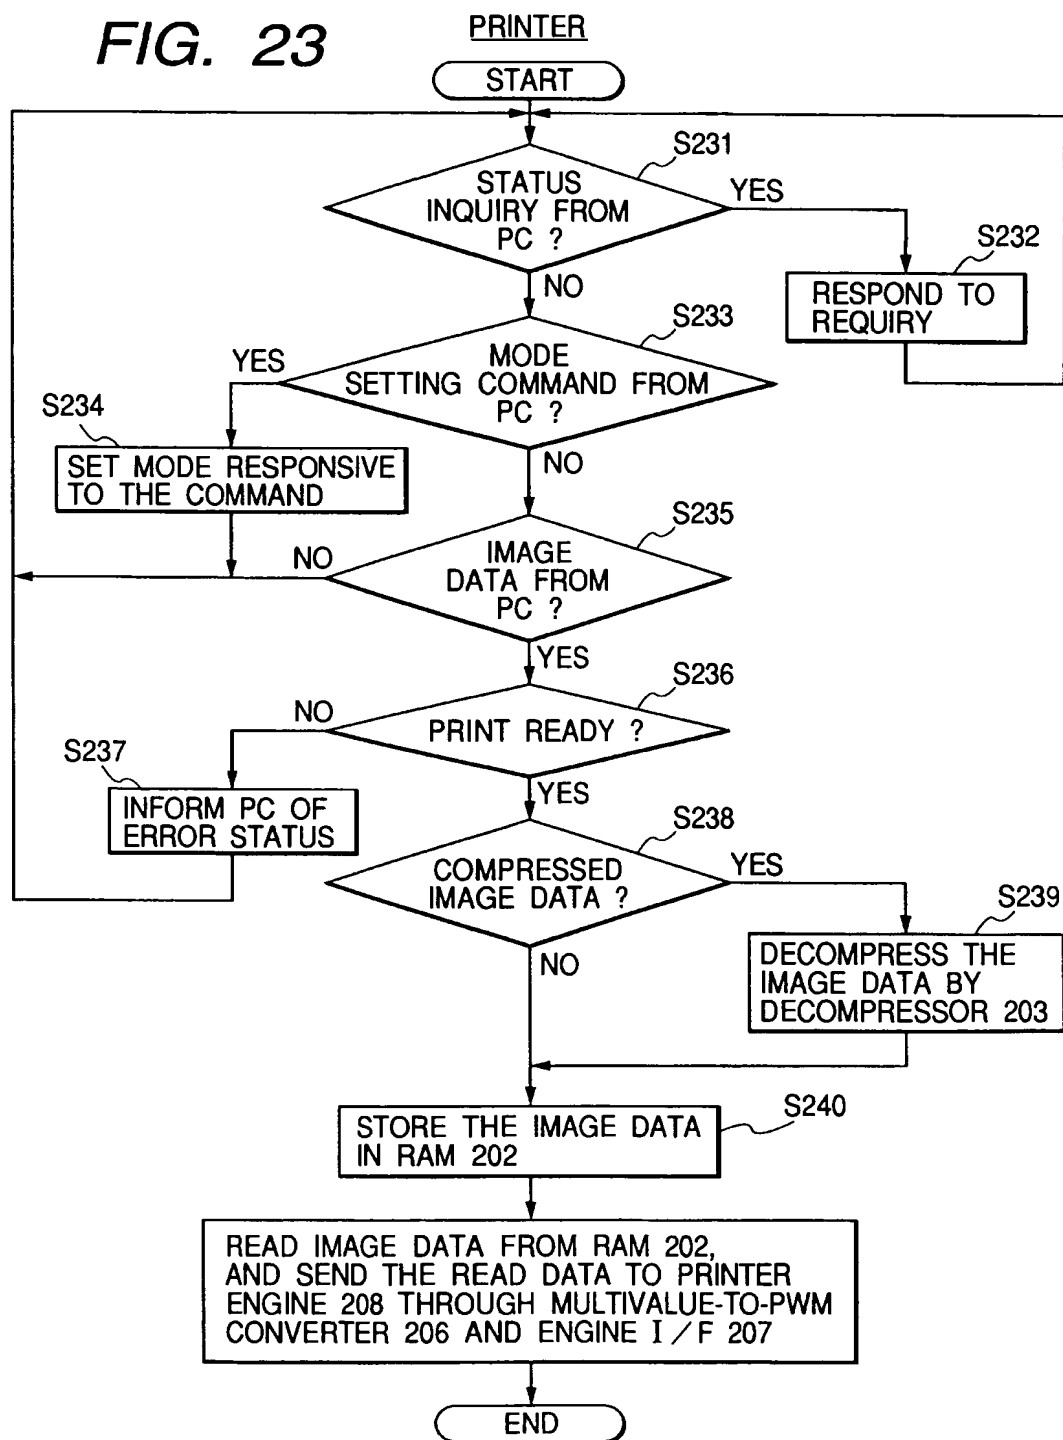 FIG. 23
PRINTER
START
S231
STATUS
INQUIRY FROM
PC ?
YES
S232
RESPOND TO
REQUIRY
NO
S233
MODE
SETTING COMMAND FROM
PC ?
YES
S234
SET MODE RESPONSIVE
TO THE COMMAND
NO
S235
IMAGE
DATA FROM
PC ?
NO
YES
S236
PRINT READY ?
NO
S237
INFORM PC OF
ERROR STATUS
YES
S238
COMPRESSED
IMAGE DATA ?
YES
S239
DECOMPRESS THE
IMAGE DATA BY
DECOMPRESSOR 203
NO
S240
STORE THE IMAGE DATA
IN RAM 202
READ IMAGE DATA FROM RAM 202,
AND SEND THE READ DATA TO PRINTER
ENGINE 208 THROUGH MULTIVALUE-TO-PWM
CONVERTER 206 AND ENGINE I / F 207
END